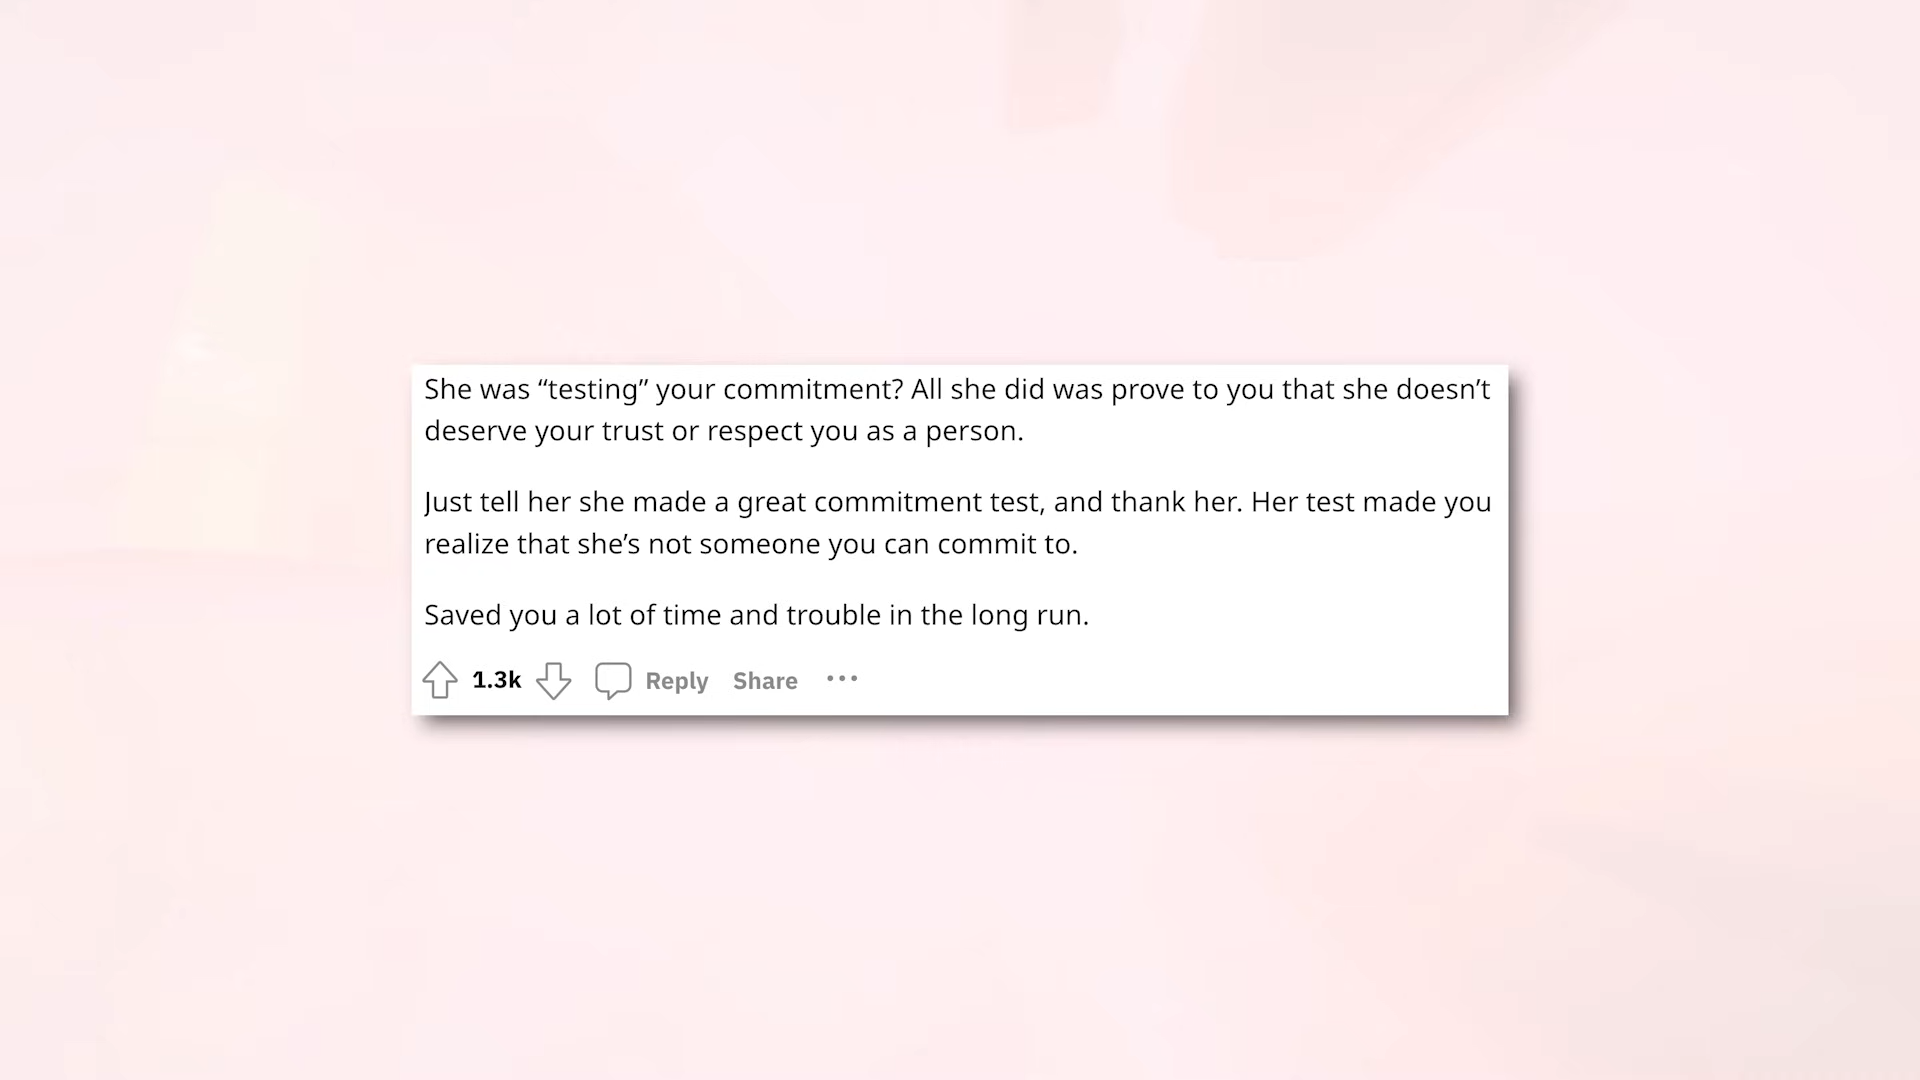 She was “testing” your commitment? All she did was prove to you that she doesn’t
deserve your trust or respect you as a person.
Just tell her she made a great commitment test, and thank her. Her test made you
realize that she’s not someone you can commit to.
Saved you a lot of time and trouble in the long run.
1.3k Reply Share ···